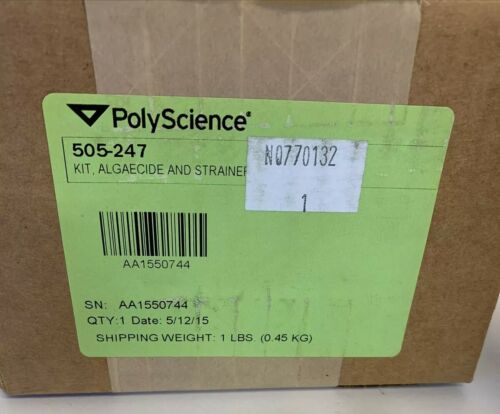 PolyScience®
505-247
KIT, ALGAECIDE AND STRAINER
NQ770132
1
AA1550744
SN: AA1550744
QTY:1 Date: 5/12/15
SHIPPING WEIGHT: 1 LBS. (0.45 KG)